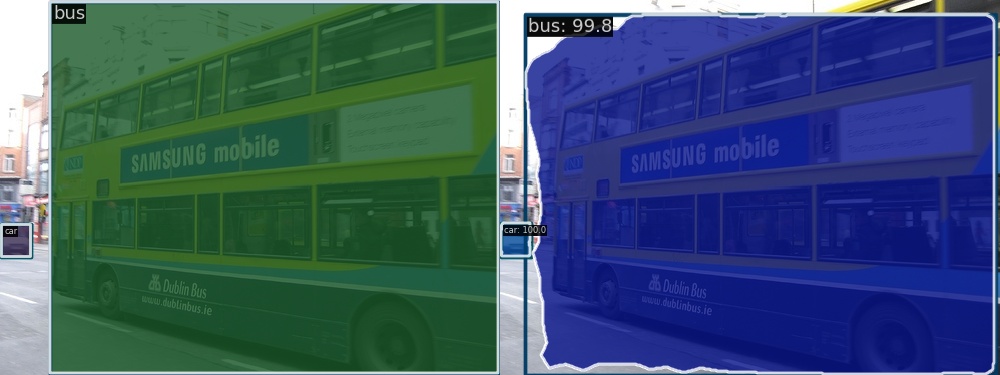 bus
SAMSUNG mobile
car
Dublin Bus
www.dublinbus.ie
bus: 99.8
SAMSUNG mobile
car: 100.0
Dublin Bus
www.dublinbus.ie